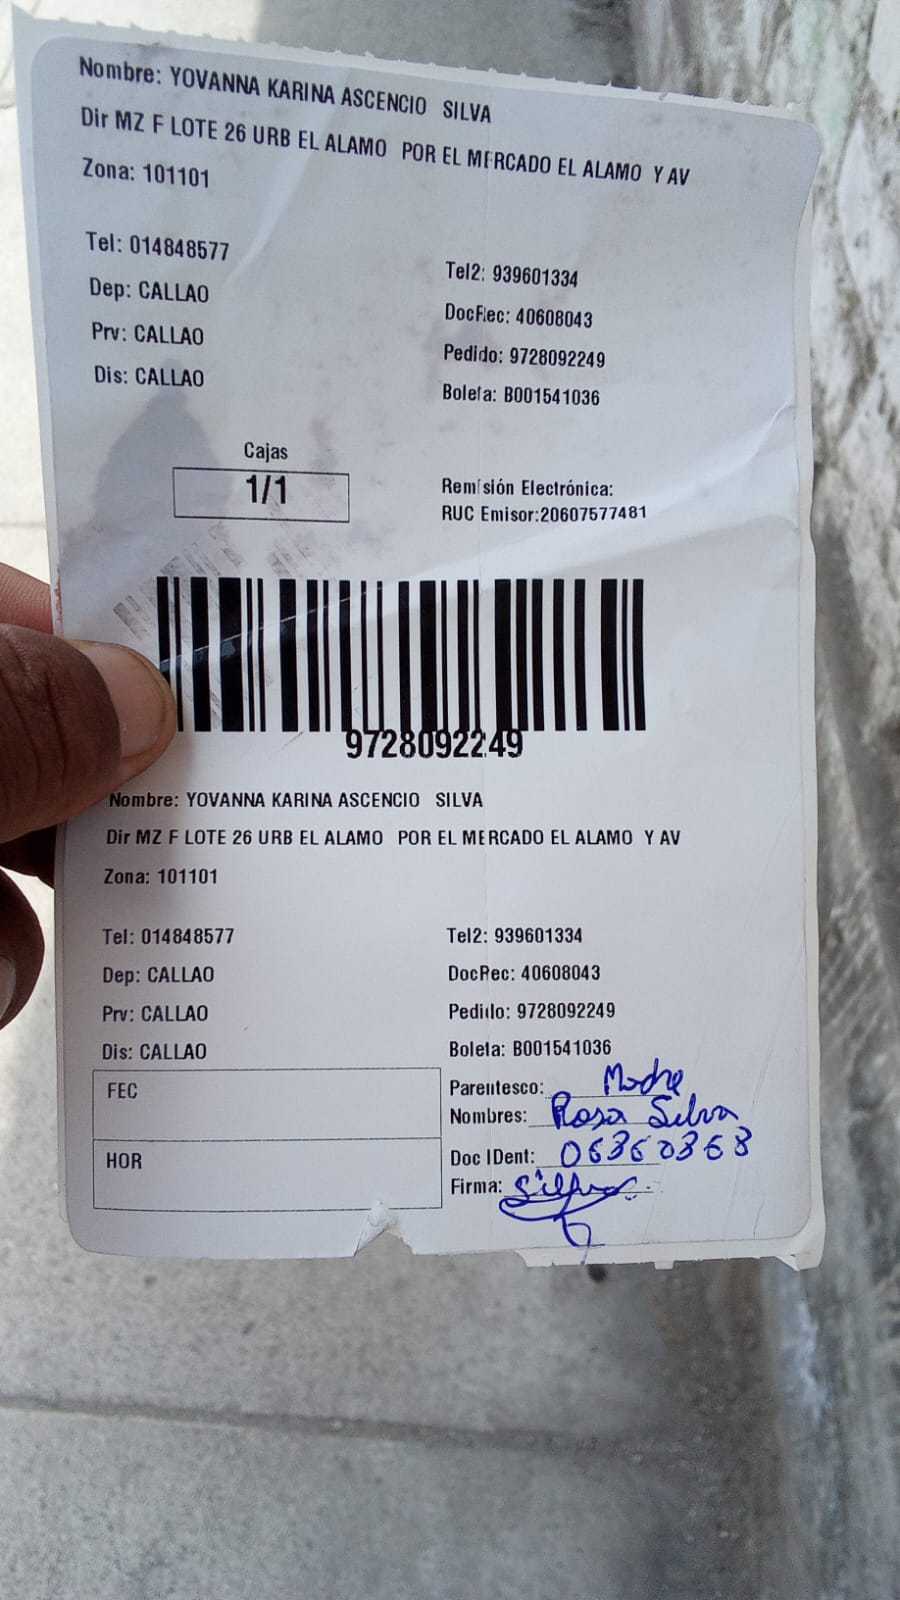 Nombre: YOVANNA KARINA ASCENCIO SILVA
Dir MZ F LOTE 26 URB EL ALAMO POR EL MERCADO EL ALAMO Y AV
Zona: 101101
Tel: 014848577
Tel2: 939601334
Dep: CALLAO
DocRec: 40608043
Prv: CALLAO
Pedido: 9728092249
Dis: CALLAO
Boleta: B001541036
Cajas
1/1
Remisión Electrónica:
RUC Emisor:20607577481
9728092249
Nombre: YOVANNA KARINA ASCENCIO SILVA
Dir MZ F LOTE 26 URB EL ALAMO POR EL MERCADO EL ALAMO Y AV
Zona: 101101
Tel: 014848577
Tel2: 939601334
Dep: CALLAO
DocRec: 40608043
Prv: CALLAO
Pedido: 9728092249
Dis: CALLAO
Boleta: B001541036
FEC
Parentesco: Madre
Nombres: Rosa Silva
HOR
Doc IDent: 06360368
Firma: Silva